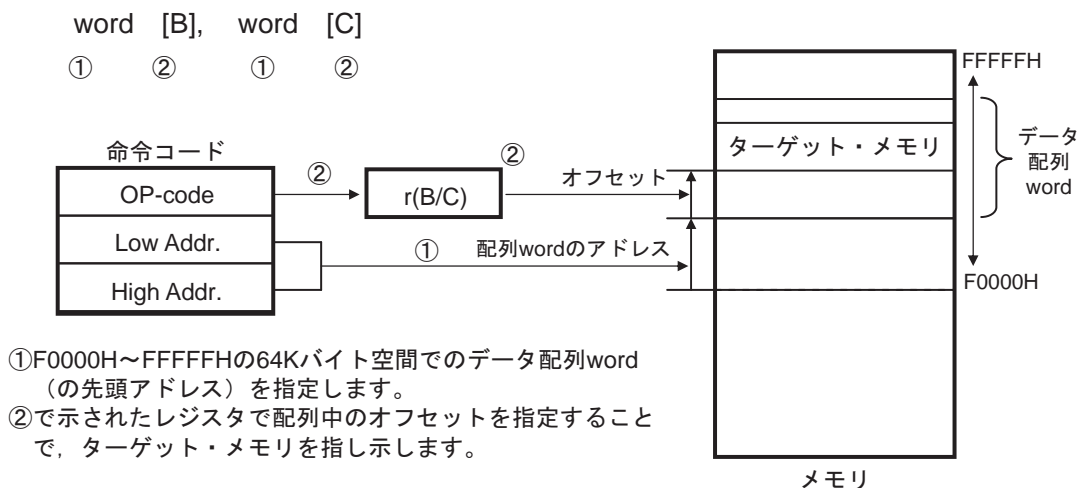 word [B], word [C]
① ② ① ②
命令コード
OP-code
Low Addr.
High Addr.
②
r(B/C)
②
オフセット
①
配列wordのアドレス
ターゲット・メモリ
FFFFFH
データ
配列
word
F0000H
メモリ
①F0000H～FFFFFHの64Kバイト空間でのデータ配列word
（の先頭アドレス）を指定します。
②で示されたレジスタで配列中のオフセットを指定すること
で，ターゲット・メモリを指し示します。